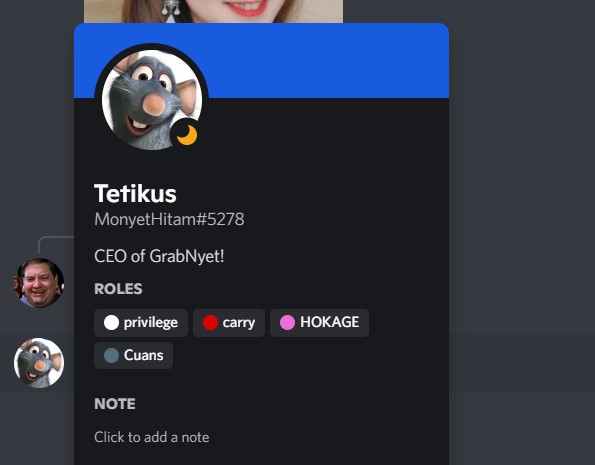 Tetikus
MonyetHitam#5278
CEO of GrabNyet!
ROLES
privilege carry HOKAGE
Cuans
NOTE
Click to add a note